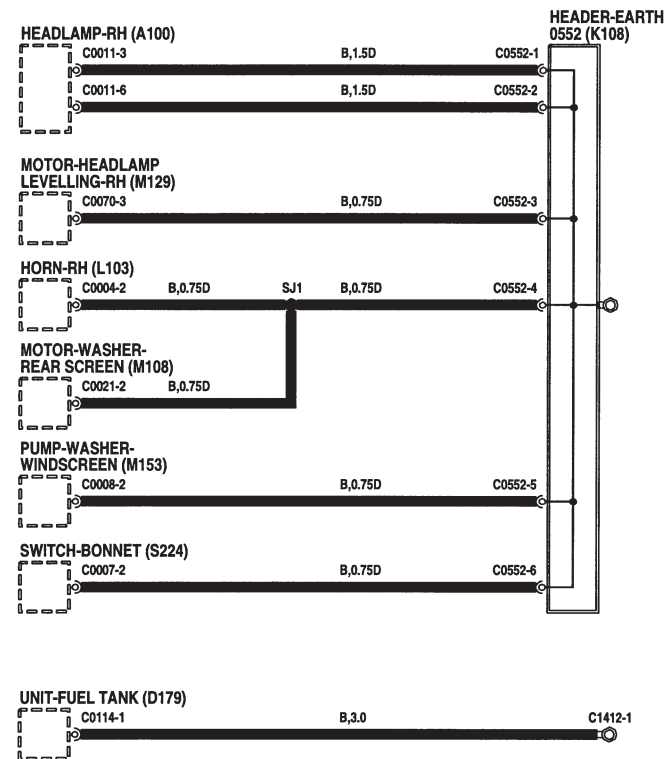 HEADER-EARTH
0552 (K108)
HEADLAMP-RH (A100)
C0011-3 B,1.5D C0552-1
C0011-6 B,1.5D C0552-2
MOTOR-HEADLAMP
LEVELLING-RH (M129)
C0070-3 B,0.75D C0552-3
HORN-RH (L103)
C0004-2 B,0.75D SJ1 B,0.75D C0552-4
MOTOR-WASHER-
REAR SCREEN (M108)
C0021-2 B,0.75D
PUMP-WASHER-
WINDSCREEN (M153)
C0008-2 B,0.75D C0552-5
SWITCH-BONNET (S224)
C0007-2 B,0.75D C0552-6
UNIT-FUEL TANK (D179)
C0114-1 B,3.0 C1412-1